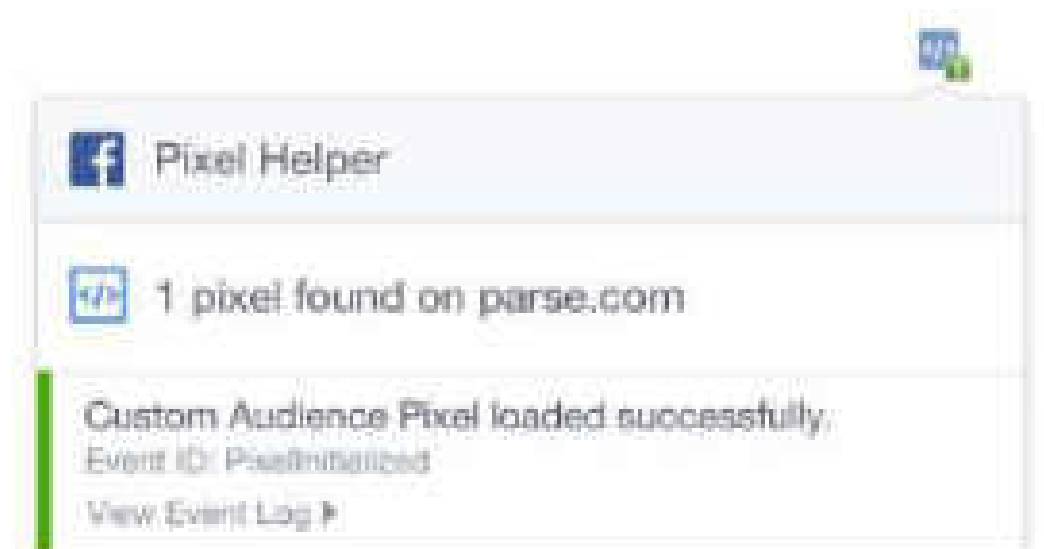 Pixel Helper
1 pixel found on parse.com
Custom Audience Pixel loaded successfully.
Event ID: PixelInitialized
View Event Log